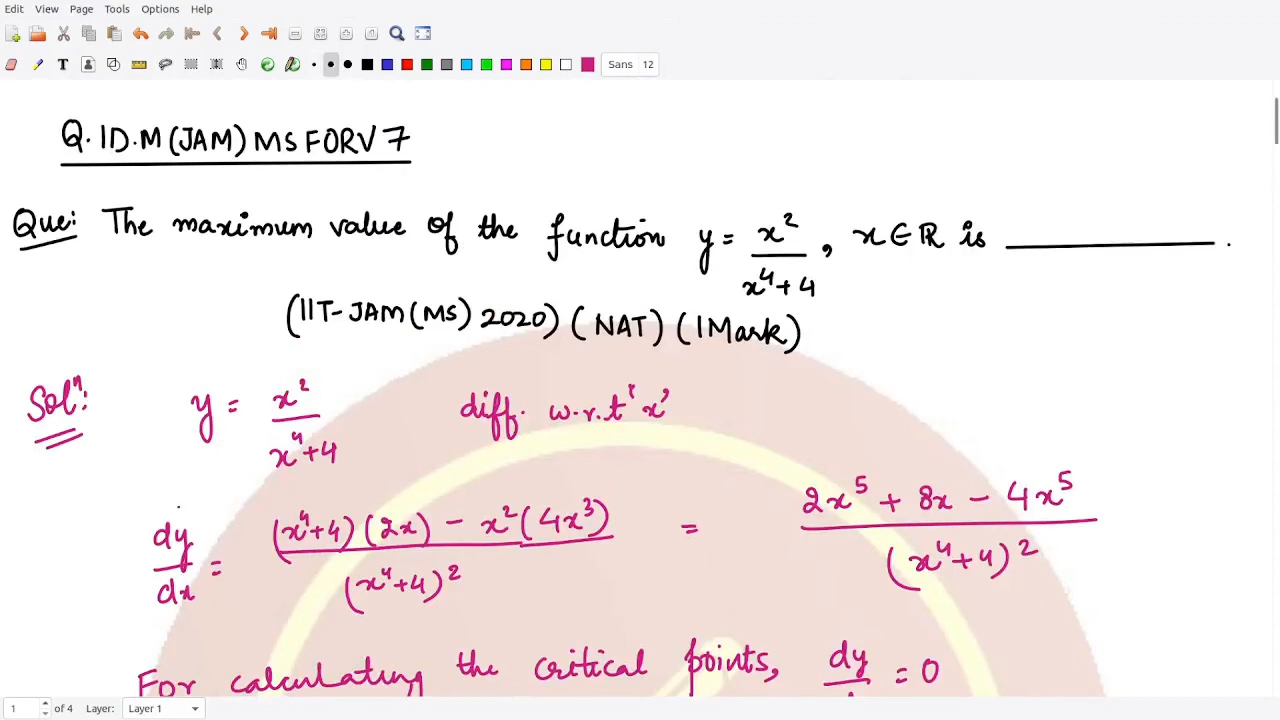 Edit View Page Tools Options Help
Sans 12
Q. ID.M(JAM) MS FORV 7
Que: The maximum value of the function y = x²/(x⁴+4), x ∈ ℝ is ________.
(IIT-JAM(MS) 2020) (NAT) (1 Mark)
Solⁿ: y = x²/(x⁴+4) diff. w.r.t 'x'
dy/dx = ((x⁴+4)(2x) - x²(4x³))/(x⁴+4)² = (2x⁵ + 8x - 4x⁵)/(x⁴+4)²
For calculating the critical points, dy/dx = 0
1 of 4 Layer: Layer 1